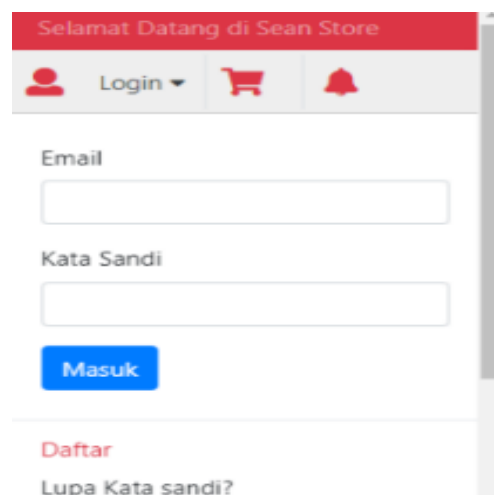 Selamat Datang di Sean Store
Login
Email
Kata Sandi
Masuk
Daftar
Lupa Kata sandi?